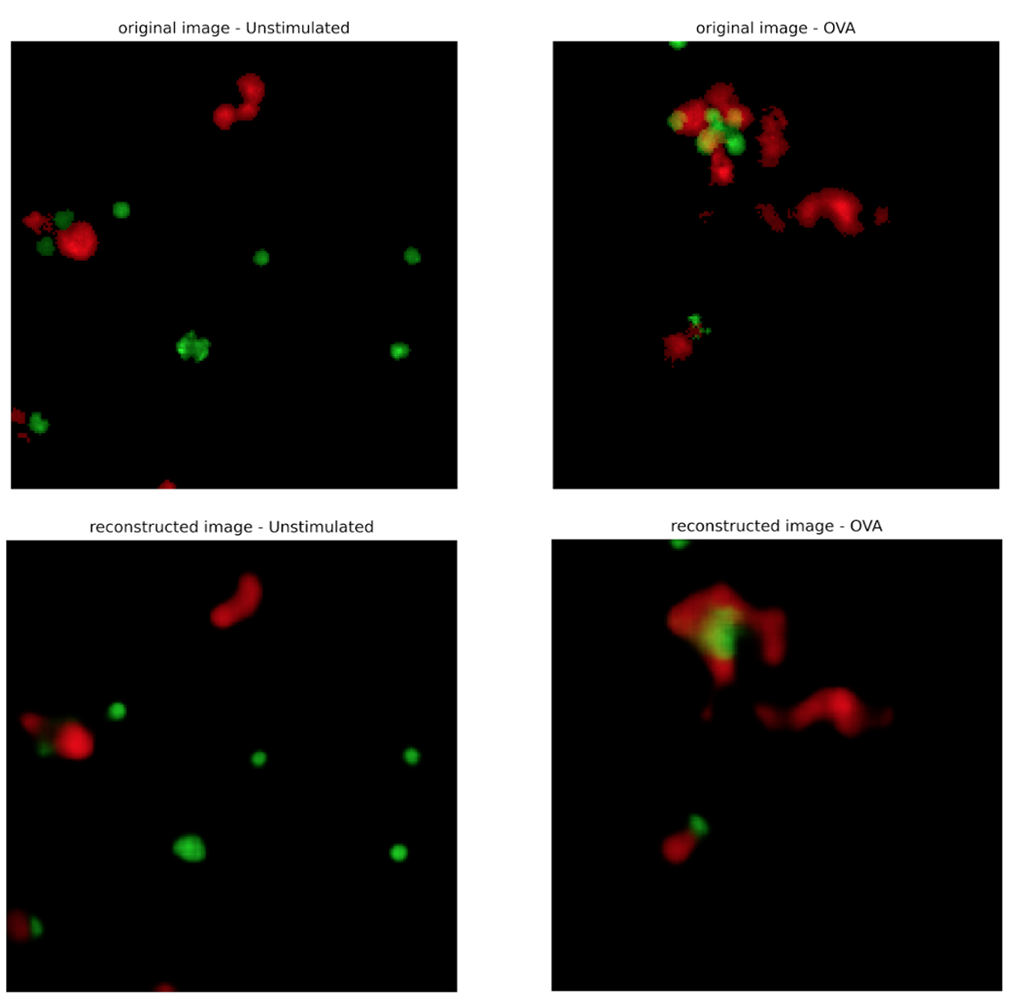 original image - Unstimulated
original image - OVA
reconstructed image - Unstimulated
reconstructed image - OVA